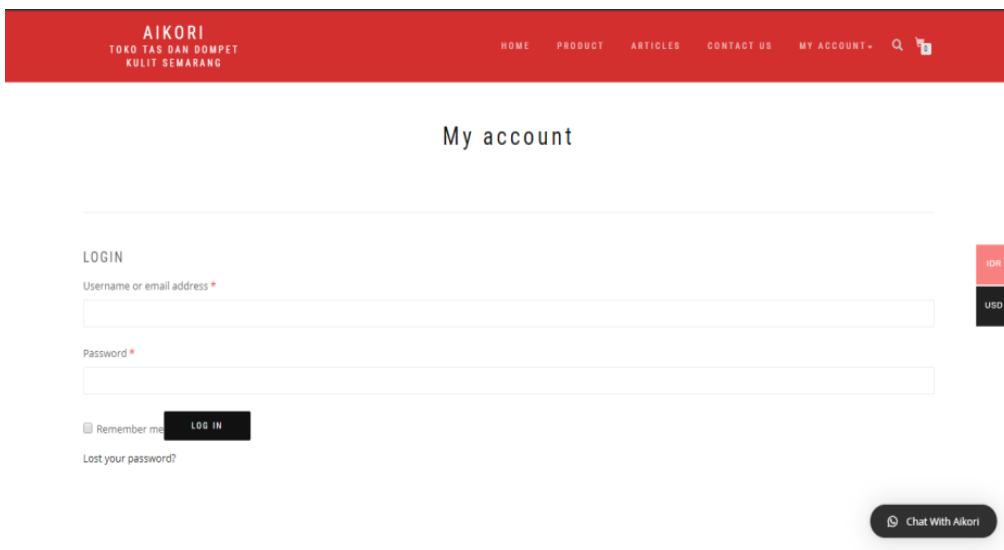 AIKORI
TOKO TAS DAN DOMPET
KULIT SEMARANG
HOME PRODUCT ARTICLES CONTACT US MY ACCOUNT
0
My account
LOGIN
Username or email address *
Password *
Remember me
LOG IN
Lost your password?
IDR
USD
Chat With Aikori